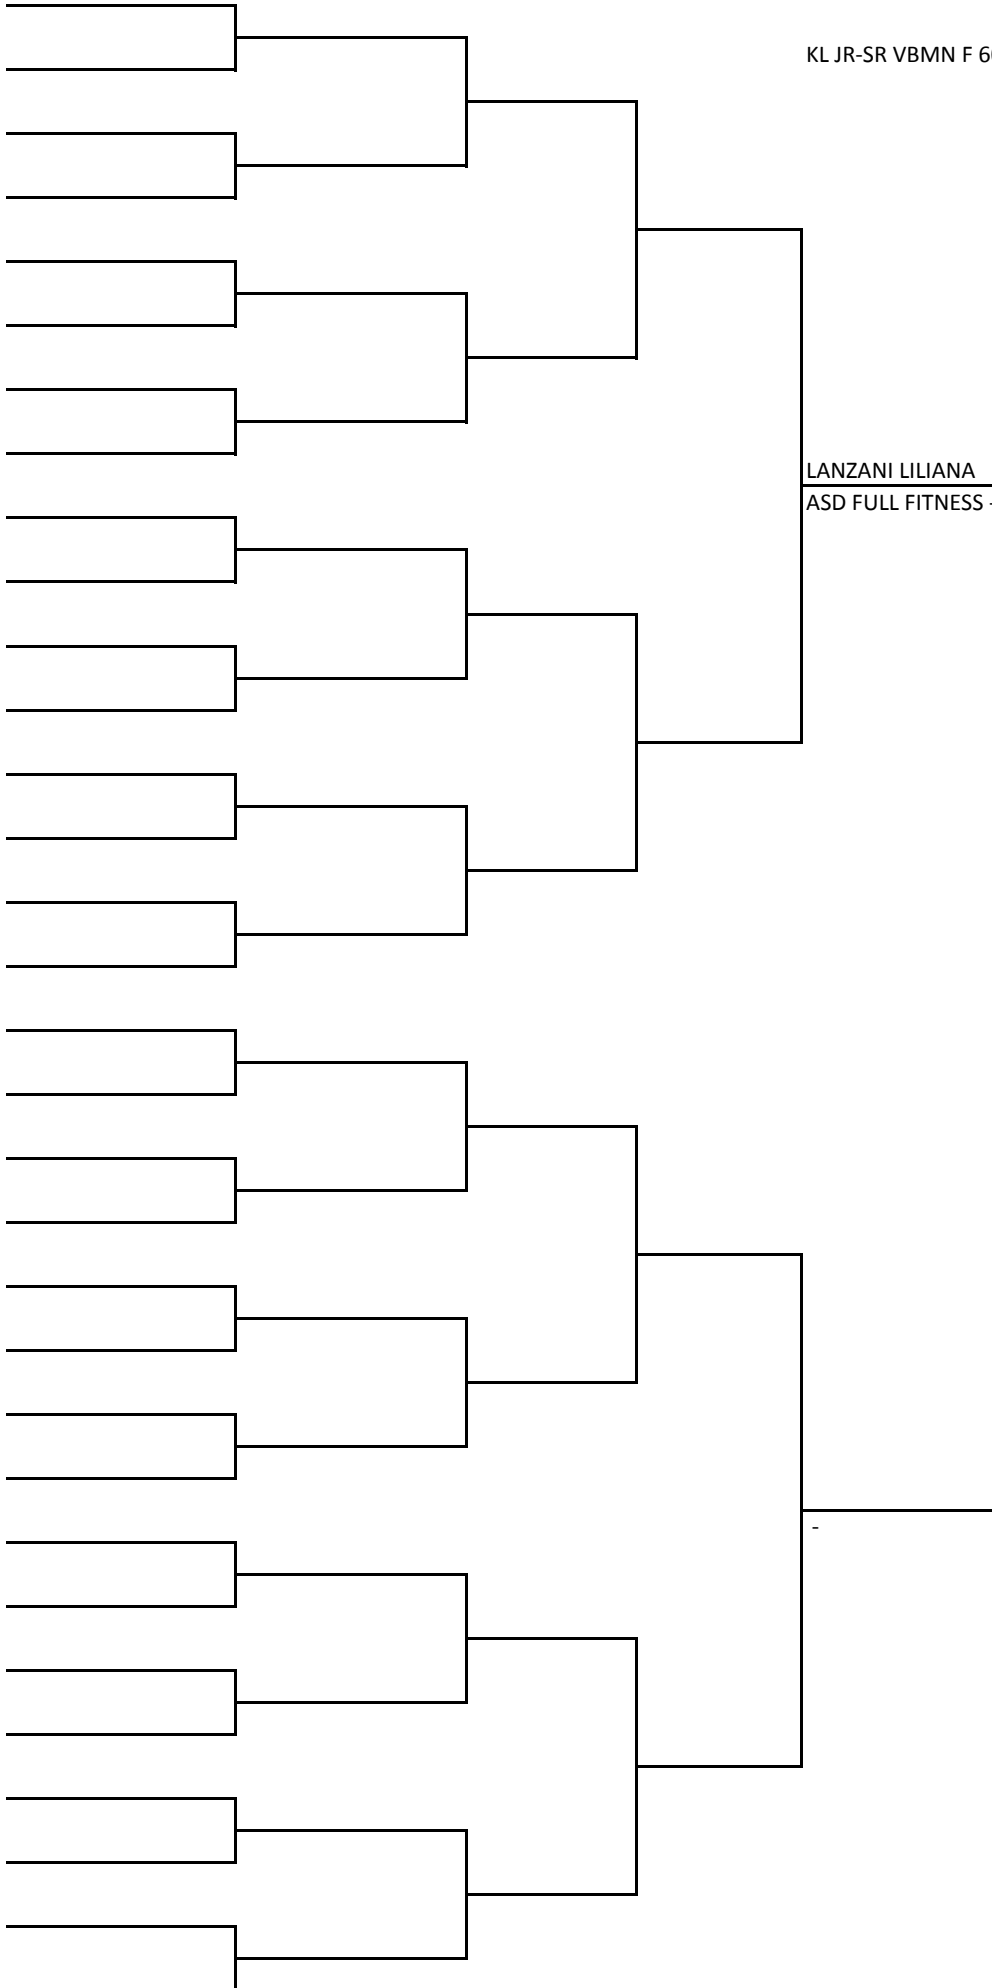 KL JR-SR VBMN F 6
LANZANI LILIANA
ASD FULL FITNESS -
-